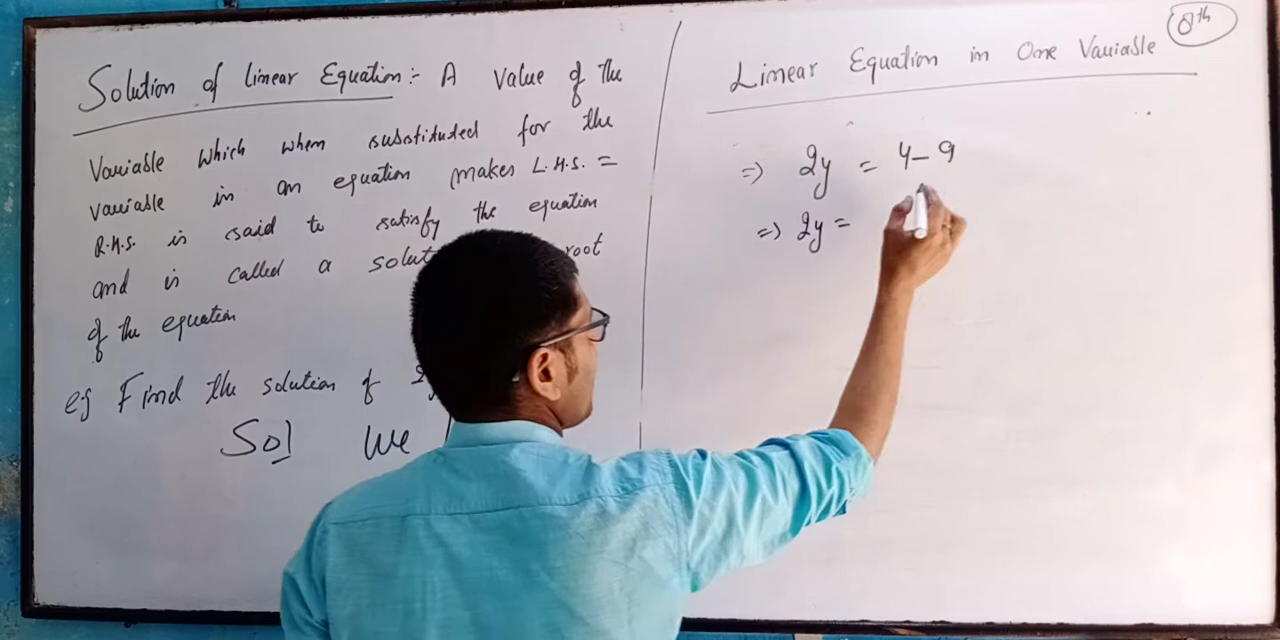 Solution of Linear Equation:- A value of the
Variable which when substituted for the
variable in an equation makes L.H.S. =
R.H.S. is said to satisfy the equation
and is called a solut root
of the equation
e.g Find the solution of 2
Sol We
8th
Linear Equation in One Variable
=> 2y = 4-9
=> 2y =